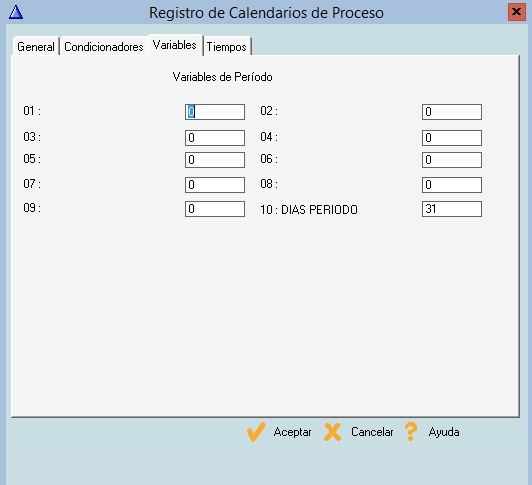 Registro de Calendarios de Proceso
General Condicionadores Variables Tiempos
Variables de Período
01 : 0 02 : 0
03 : 0 04 : 0
05 : 0 06 : 0
07 : 0 08 : 0
09 : 0 10 : DIAS PERIODO 31
Aceptar Cancelar ? Ayuda